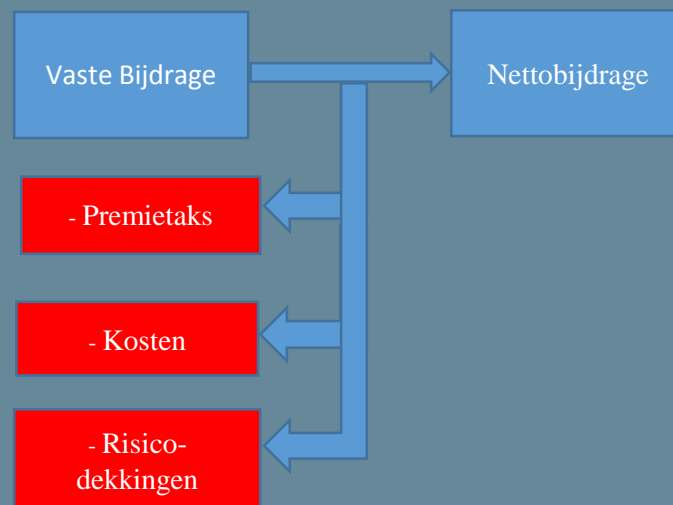 Vaste Bijdrage
Nettobijdrage
- Premietaks
- Kosten
- Risico-
dekkingen